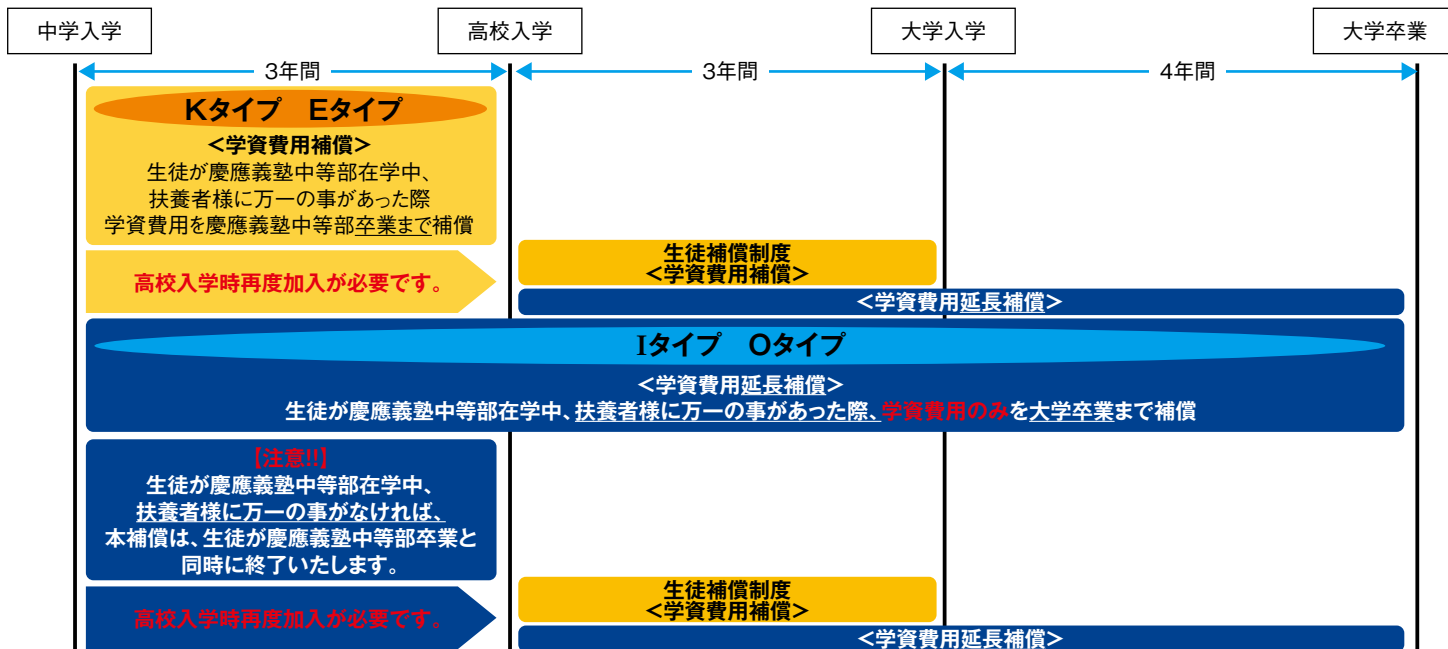 中学入学
高校入学
大学入学
大学卒業
3年間
3年間
4年間
Kタイプ Eタイプ
<学資費用補償>
生徒が慶應義塾中等部在学中、
扶養者様に万一の事があった際
学資費用を慶應義塾中等部卒業まで補償
高校入学時再度加入が必要です。
生徒補償制度
<学資費用補償>
<学資費用延長補償>
Iタイプ Oタイプ
<学資費用延長補償>
生徒が慶應義塾中等部在学中、扶養者様に万一の事があった際、学資費用のみを大学卒業まで補償
【注意!!】
生徒が慶應義塾中等部在学中、
扶養者様に万一の事がなければ、
本補償は、生徒が慶應義塾中等部卒業と
同時に終了いたします。
高校入学時再度加入が必要です。
生徒補償制度
<学資費用補償>
<学資費用延長補償>